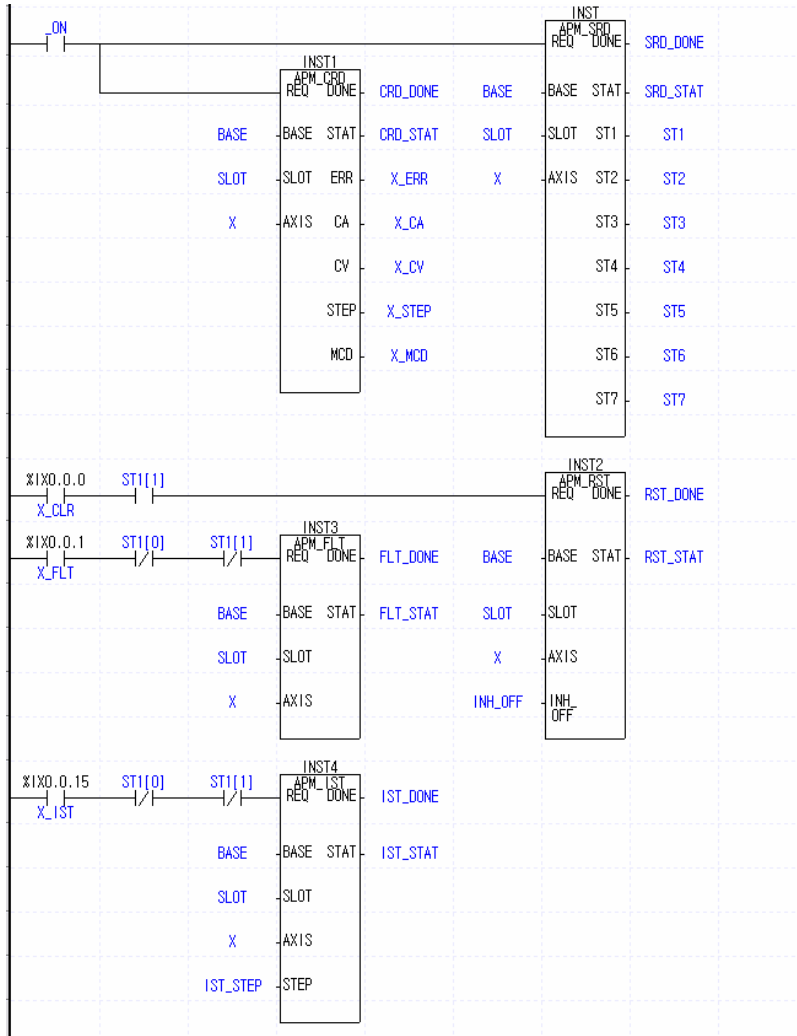 _ON
INST
APM_SRD
REQ DONE SRD_DONE
INST1
APM_CRD
REQ DONE CRD_DONE BASE BASE STAT SRD_STAT
BASE BASE STAT CRD_STAT SLOT SLOT ST1 ST1
SLOT SLOT ERR X_ERR X AXIS ST2 ST2
X AXIS CA X_CA ST3 ST3
CV X_CV ST4 ST4
STEP X_STEP ST5 ST5
MCD X_MCD ST6 ST6
ST7 ST7
INST2
%IX0.0.0 ST1[1] APM_RST
REQ DONE RST_DONE
X_CLR
INST3
%IX0.0.1 ST1[0] ST1[1] APM_FLT
REQ DONE FLT_DONE BASE BASE STAT RST_STAT
X_FLT
BASE BASE STAT FLT_STAT SLOT SLOT
SLOT SLOT X AXIS
X AXIS INH_OFF INH_
OFF
INST4
%IX0.0.15 ST1[0] ST1[1] APM_IST
REQ DONE IST_DONE
X_IST
BASE BASE STAT IST_STAT
SLOT SLOT
X AXIS
IST_STEP STEP